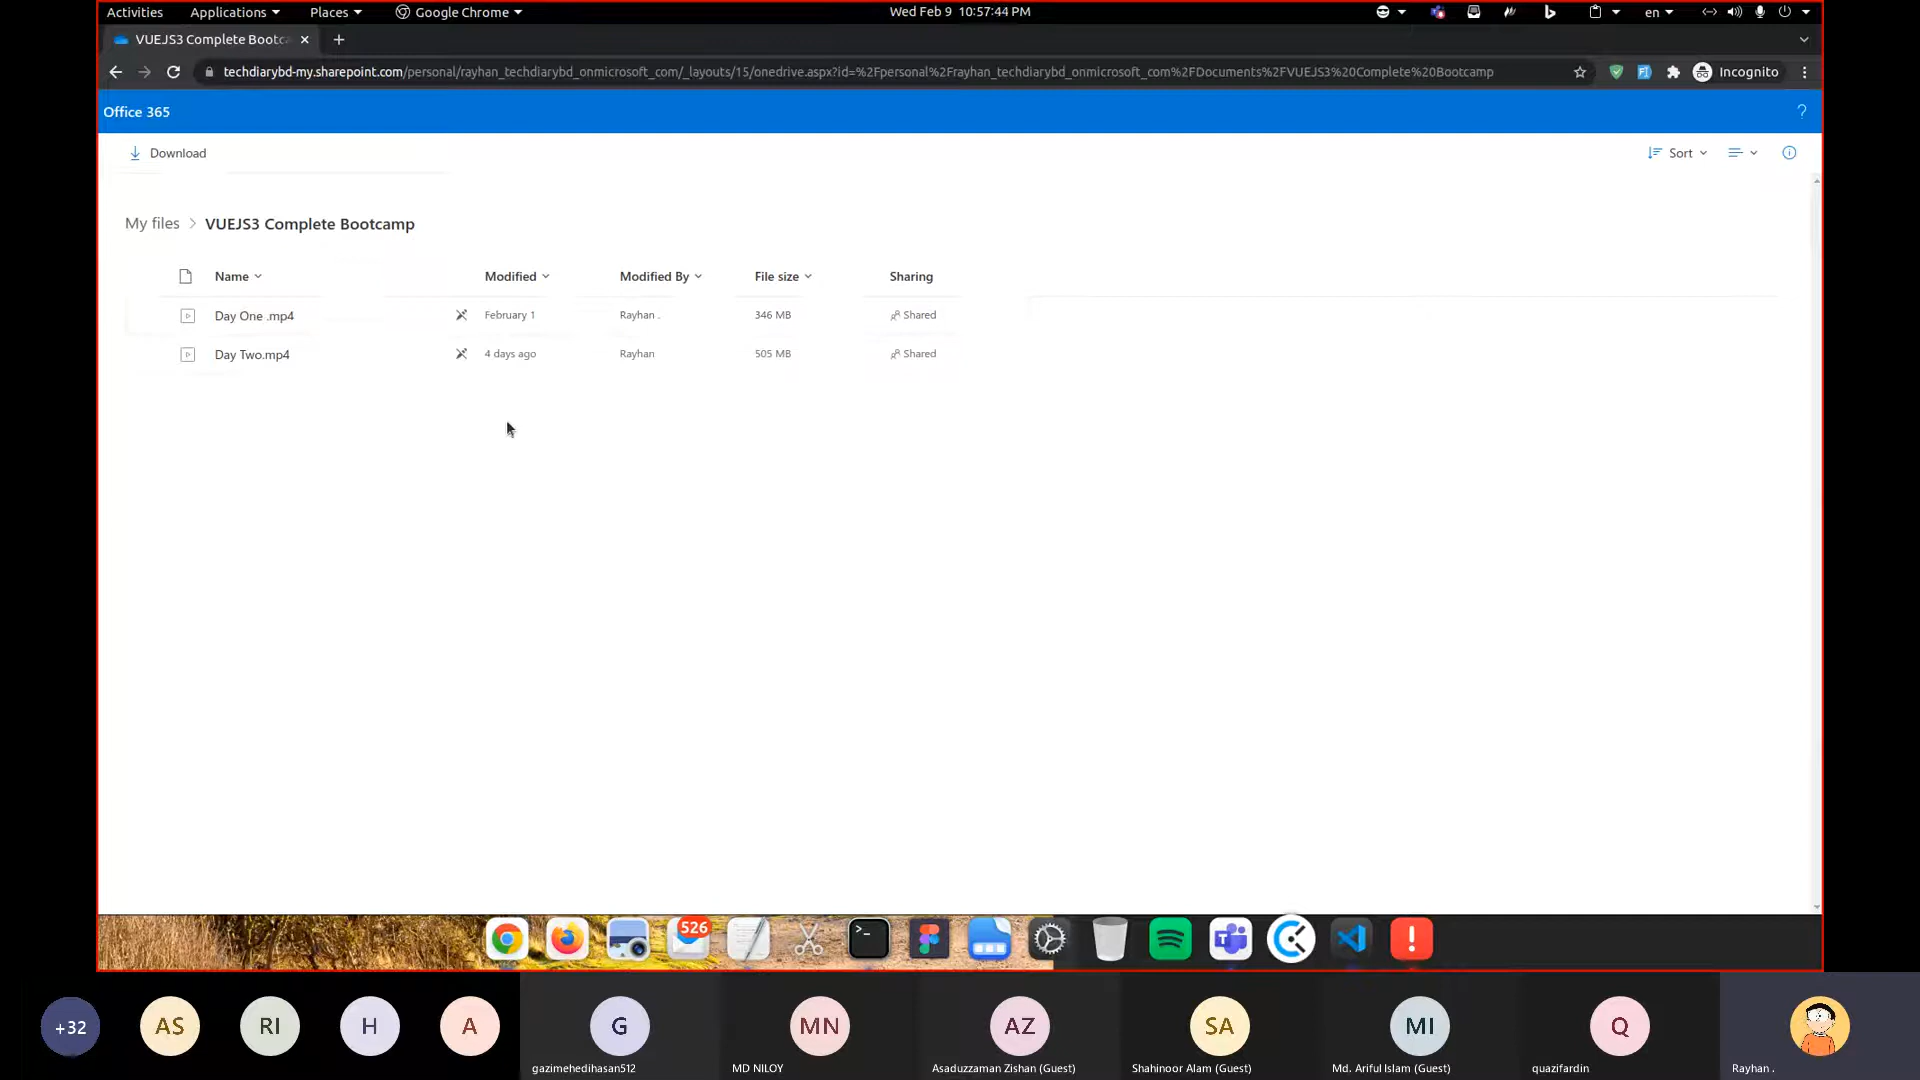 Activities Applications Places Google Chrome Wed Feb 9 10:57:44 PM en
VUEJS3 Complete Bootca
techdiarybd-my.sharepoint.com/personal/rayhan_techdiarybd_onmicrosoft_com/_layouts/15/onedrive.aspx?id=%2Fpersonal%2Frayhan_techdiarybd_onmicrosoft_com%2FDocuments%2FVUEJS3%20Complete%20Bootcamp Incognito
Office 365 ?
Download Sort
My files > VUEJS3 Complete Bootcamp
Name Modified Modified By File size Sharing
Day One .mp4 February 1 Rayhan . 346 MB Shared
Day Two.mp4 4 days ago Rayhan 505 MB Shared
526
+32 AS RI H A G MN AZ SA MI Q
gazimehedihasan512 MD NILOY Asaduzzaman Zishan (Guest) Shahinoor Alam (Guest) Md. Ariful Islam (Guest) quazifardin Rayhan .